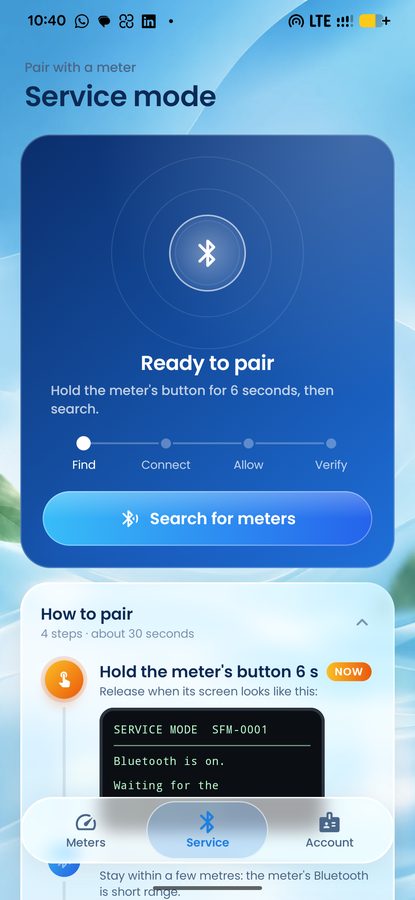 10:40
LTE
Pair with a meter
Service mode
Ready to pair
Hold the meter's button for 6 seconds, then
search.
Find Connect Allow Verify
Search for meters
How to pair
4 steps · about 30 seconds
Hold the meter's button 6 s NOW
Release when its screen looks like this:
SERVICE MODE SFM-0001
Bluetooth is on.
Waiting for the
Meters Service Account
Stay within a few metres: the meter's Bluetooth
is short range.